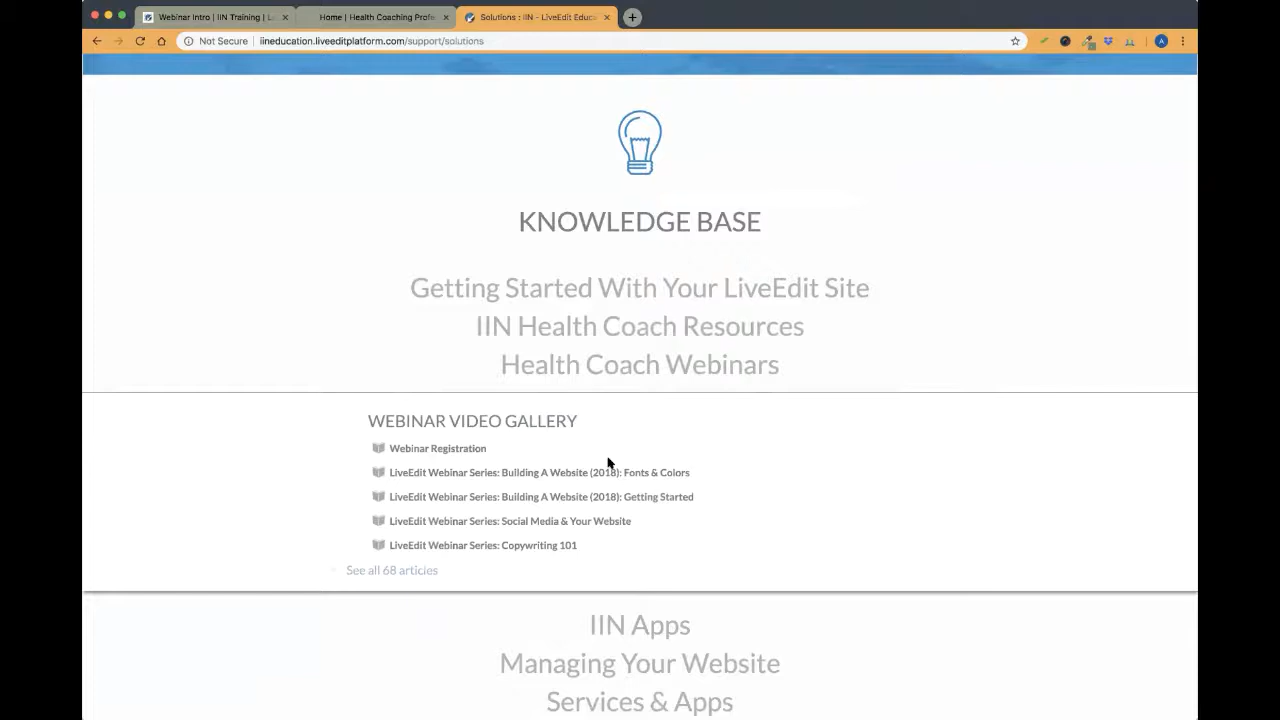 Webinar Intro | IIN Training | L
Home | Health Coaching Profe
Solutions : IIN - LiveEdit Educa
Not Secure | iineducation.liveeditplatform.com/support/solutions
A
KNOWLEDGE BASE
Getting Started With Your LiveEdit Site
IIN Health Coach Resources
Health Coach Webinars
WEBINAR VIDEO GALLERY
Webinar Registration
LiveEdit Webinar Series: Building A Website (2018): Fonts & Colors
LiveEdit Webinar Series: Building A Website (2018): Getting Started
LiveEdit Webinar Series: Social Media & Your Website
LiveEdit Webinar Series: Copywriting 101
See all 68 articles
IIN Apps
Managing Your Website
Services & Apps